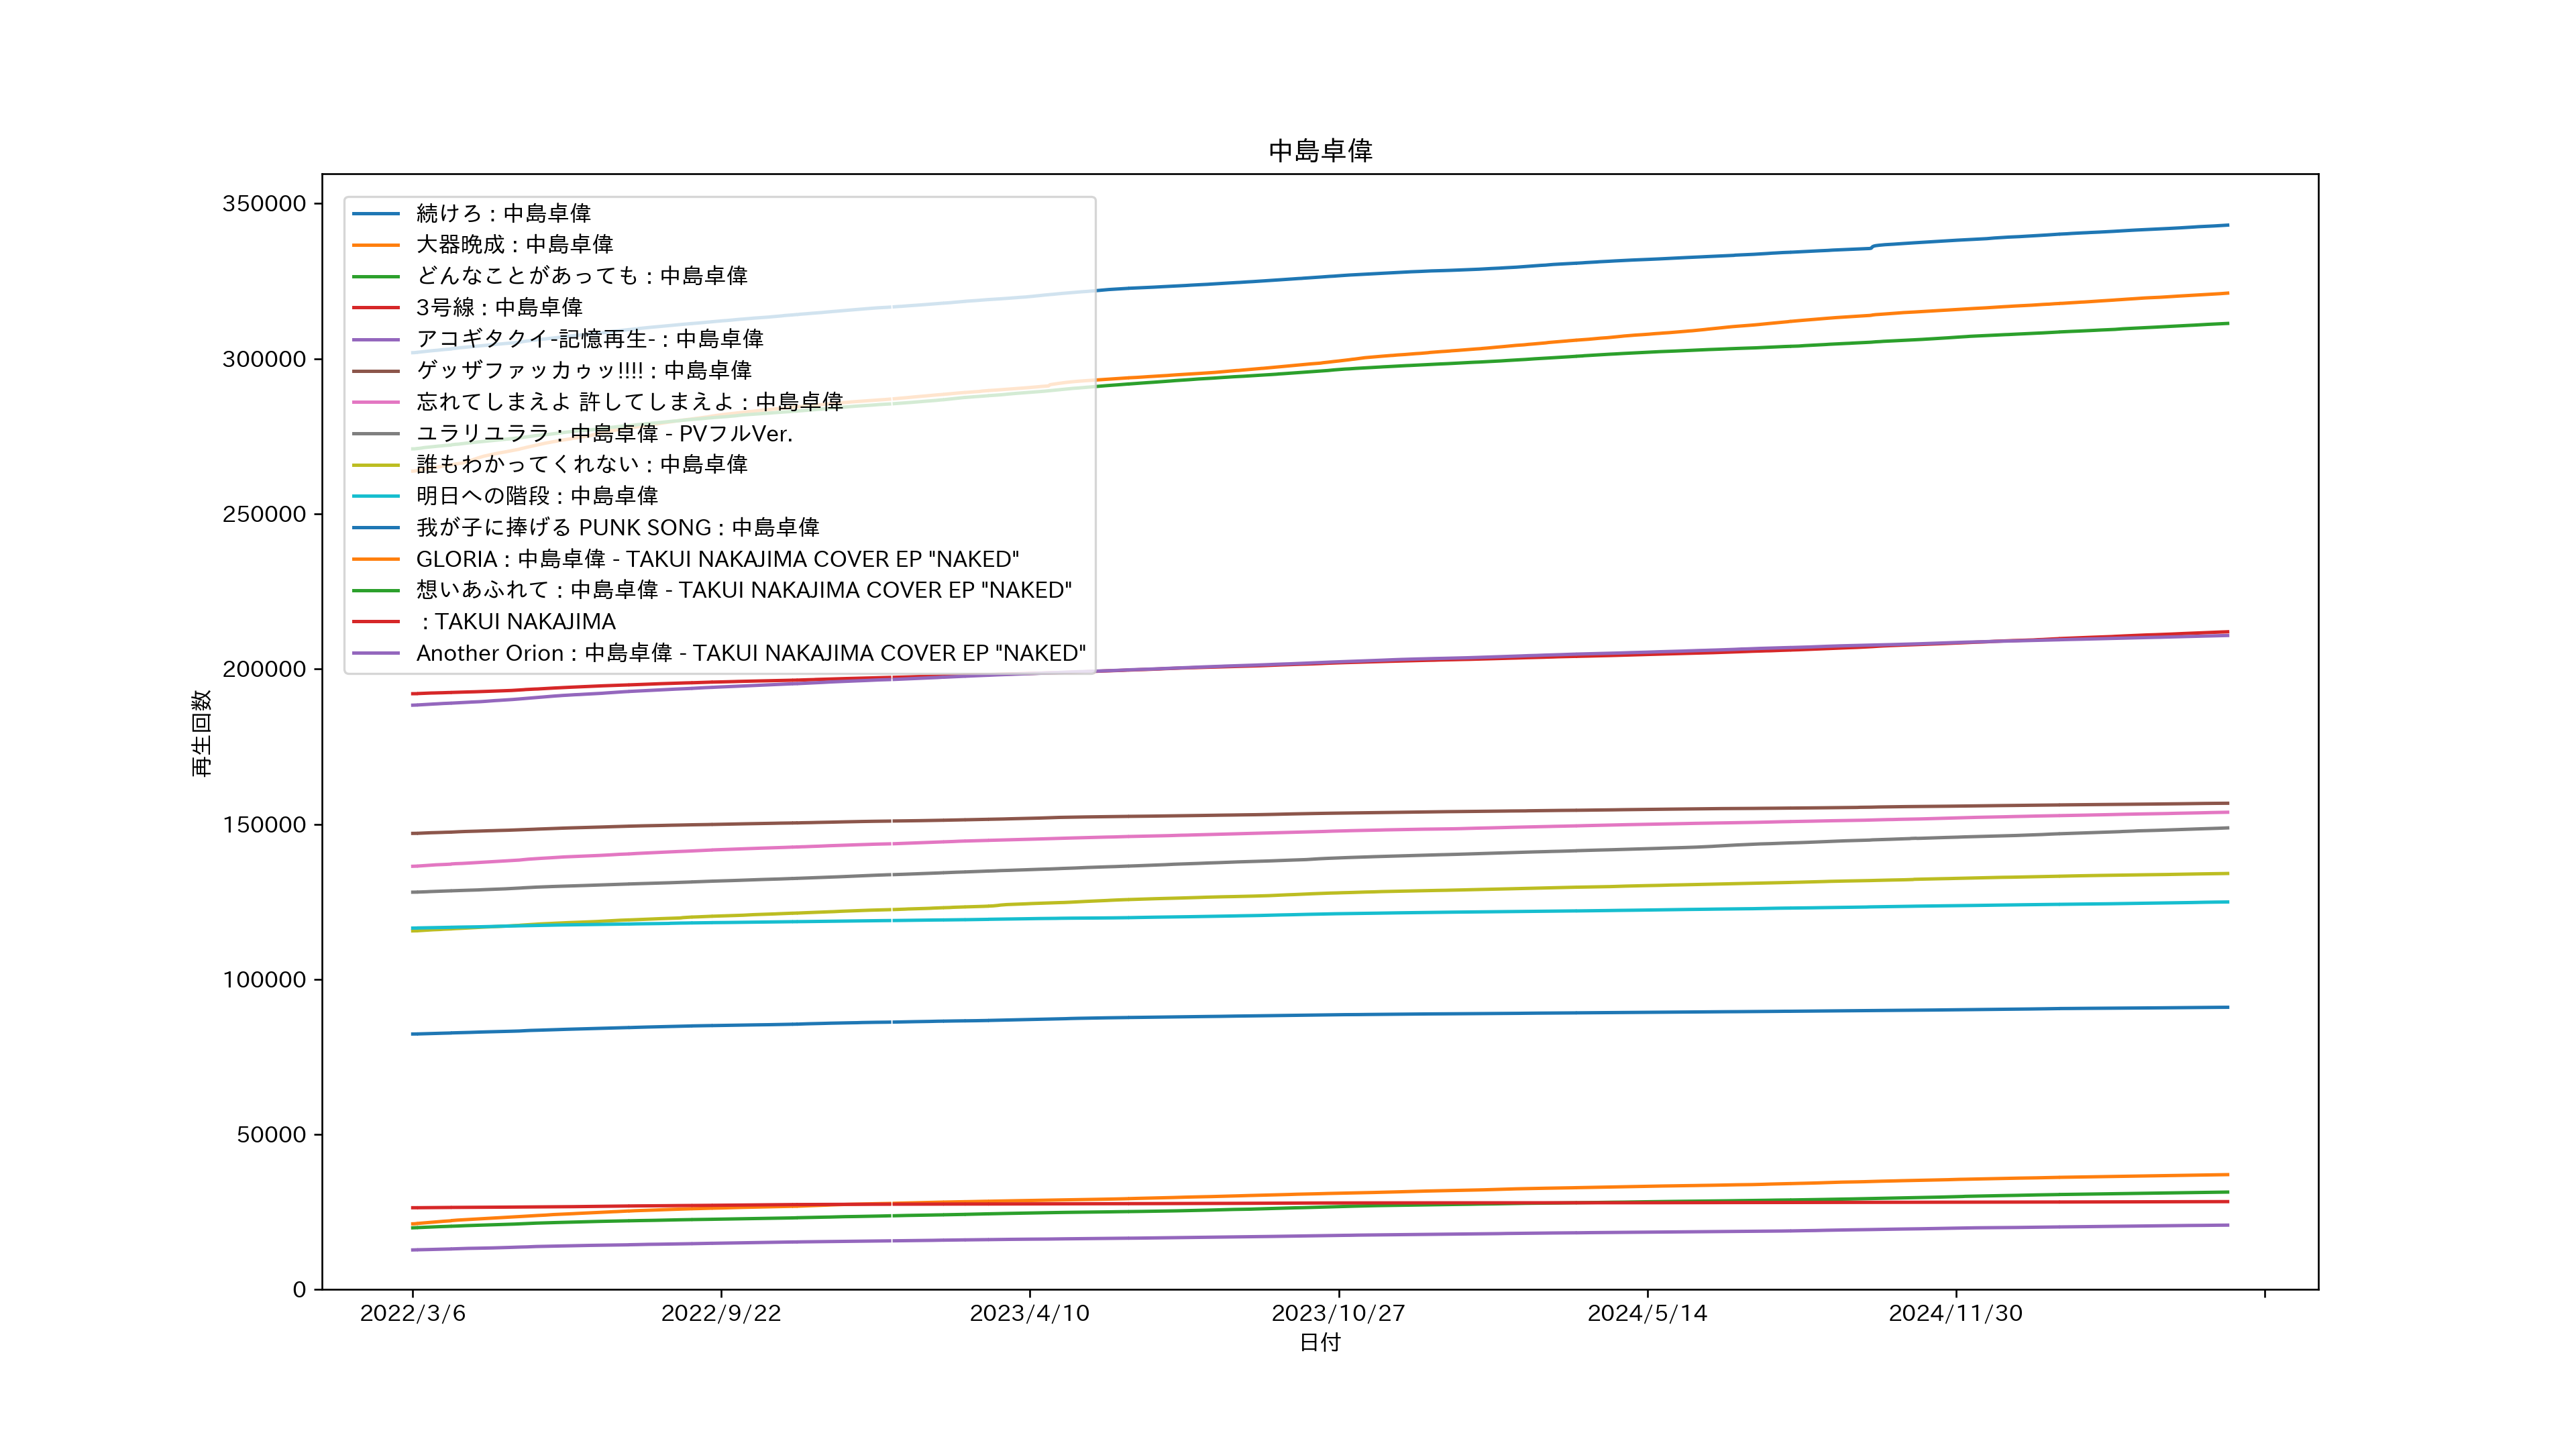 中島卓偉
350000
300000
250000
200000
150000
100000
50000
0
再生回数
続けろ : 中島卓偉
大器晩成 : 中島卓偉
どんなことがあっても : 中島卓偉
3号線 : 中島卓偉
アコギタクイ-記憶再生- : 中島卓偉
ゲッザファッカゥッ!!!! : 中島卓偉
忘れてしまえよ 許してしまえよ : 中島卓偉
ユラリユララ : 中島卓偉 - PVフルVer.
誰もわかってくれない : 中島卓偉
明日への階段 : 中島卓偉
我が子に捧げる PUNK SONG : 中島卓偉
GLORIA : 中島卓偉 - TAKUI NAKAJIMA COVER EP "NAKED"
想いあふれて : 中島卓偉 - TAKUI NAKAJIMA COVER EP "NAKED"
: TAKUI NAKAJIMA
Another Orion : 中島卓偉 - TAKUI NAKAJIMA COVER EP "NAKED"
2022/3/6 2022/9/22 2023/4/10 2023/10/27 2024/5/14 2024/11/30
日付